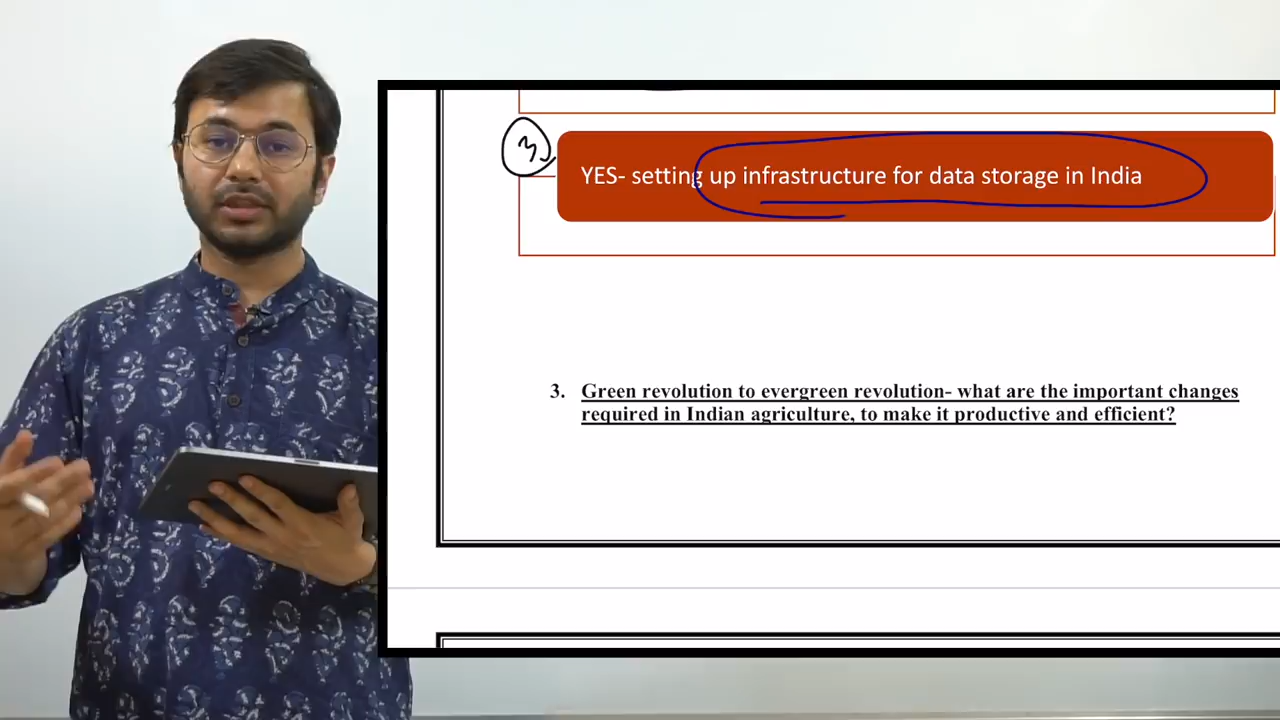 3
YES- setting up infrastructure for data storage in India
3. Green revolution to evergreen revolution- what are the important changes
required in Indian agriculture, to make it productive and efficient?